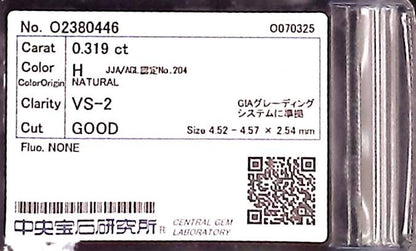 No. O2380446 O070325
Carat 0.319 ct
Color H JJA/AGL認定No.204
ColorOrigin NATURAL
Clarity VS-2 GIAグレーディング
システムに準拠
Cut GOOD Size 4.52 - 4.57 × 2.54 mm
Fluo. NONE
中央宝石研究所® CENTRAL GEM
LABORATORY